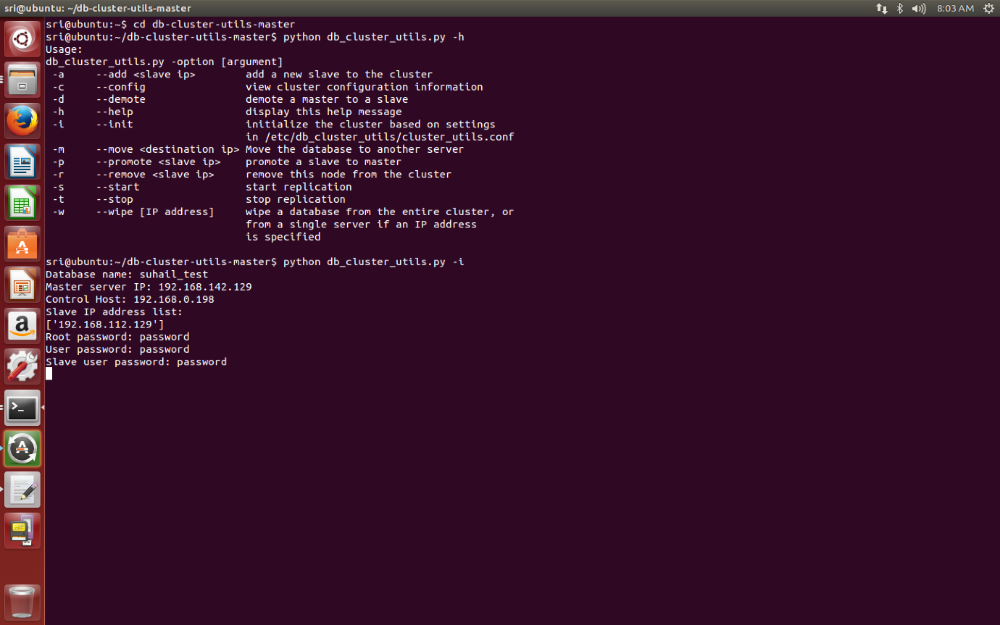 sri@ubuntu: ~/db-cluster-utils-master
8:03 AM
sri@ubuntu:~$ cd db-cluster-utils-master
sri@ubuntu:~/db-cluster-utils-master$ python db_cluster_utils.py -h
Usage:
db_cluster_utils.py -option [argument]
-a --add <slave ip> add a new slave to the cluster
-c --config view cluster configuration information
-d --demote demote a master to a slave
-h --help display this help message
-i --init initialize the cluster based on settings
in /etc/db_cluster_utils/cluster_utils.conf
-m --move <destination ip> Move the database to another server
-p --promote <slave ip> promote a slave to master
-r --remove <slave ip> remove this node from the cluster
-s --start start replication
-t --stop stop replication
-w --wipe [IP address] wipe a database from the entire cluster, or
from a single server if an IP address
is specified
sri@ubuntu:~/db-cluster-utils-master$ python db_cluster_utils.py -i
Database name: suhail_test
Master server IP: 192.168.142.129
Control Host: 192.168.0.198
Slave IP address list:
['192.168.112.129']
Root password: password
User password: password
Slave user password: password